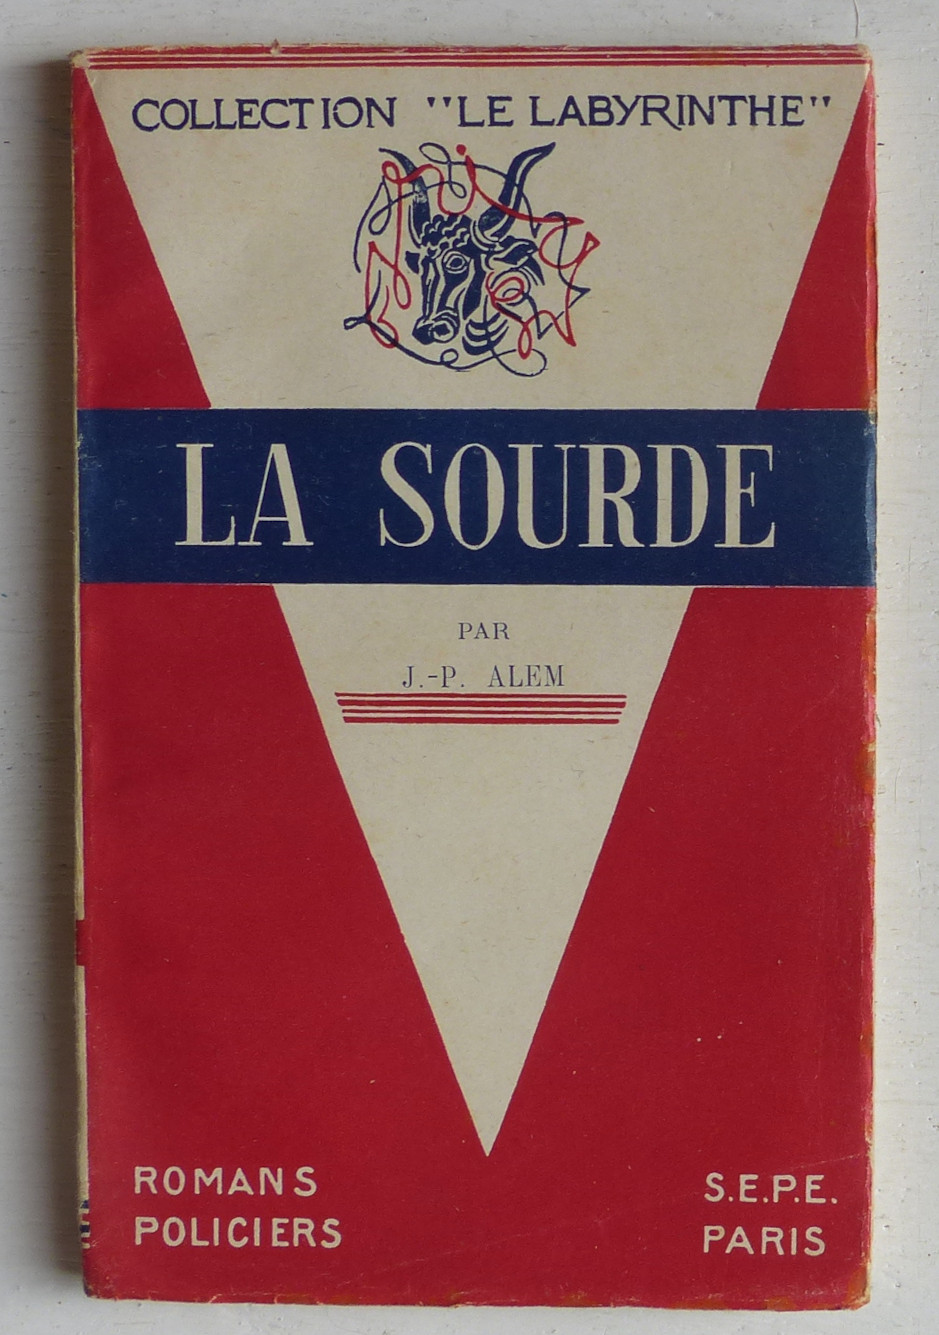 COLLECTION "LE LABYRINTHE"
LA SOURDE
PAR
J.-P. ALEM
ROMANS
POLICIERS
S.E.P.E.
PARIS